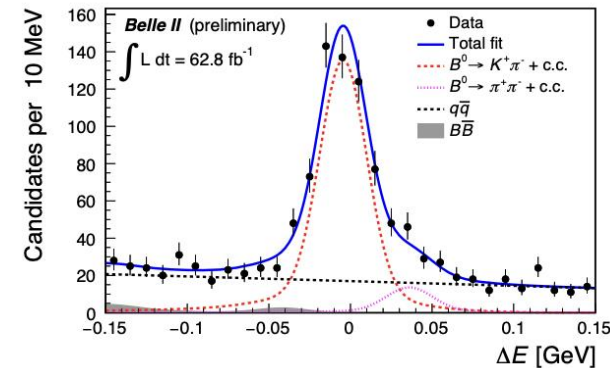 Belle II (preliminary)
∫ L dt = 62.8 fb⁻¹
Data
Total fit
B⁰→ K⁺π⁻ + c.c.
B⁰→ π⁺π⁻ + c.c.
qq̅
BB̅
Candidates per 10 MeV
160
140
120
100
80
60
40
20
0
−0.15 −0.1 −0.05 0 0.05 0.1 0.15
ΔE [GeV]